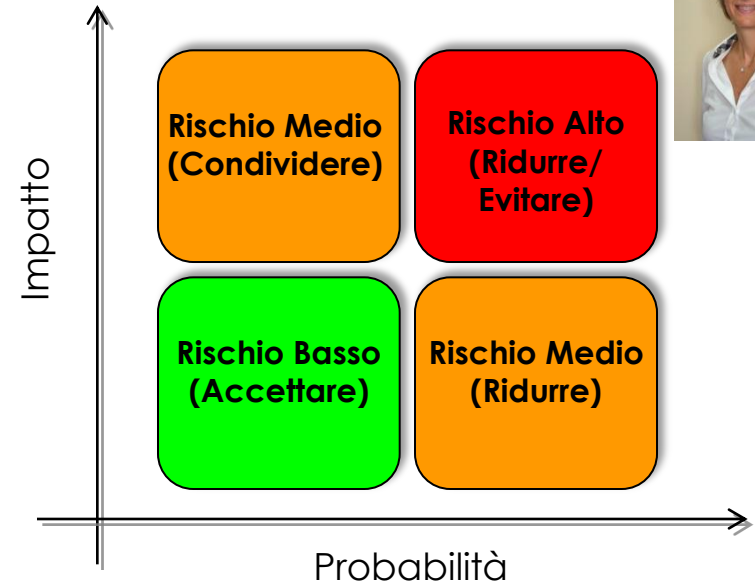 Impatto
Rischio Medio
(Condividere)
Rischio Alto
(Ridurre/
Evitare)
Rischio Basso
(Accettare)
Rischio Medio
(Ridurre)
Probabilità